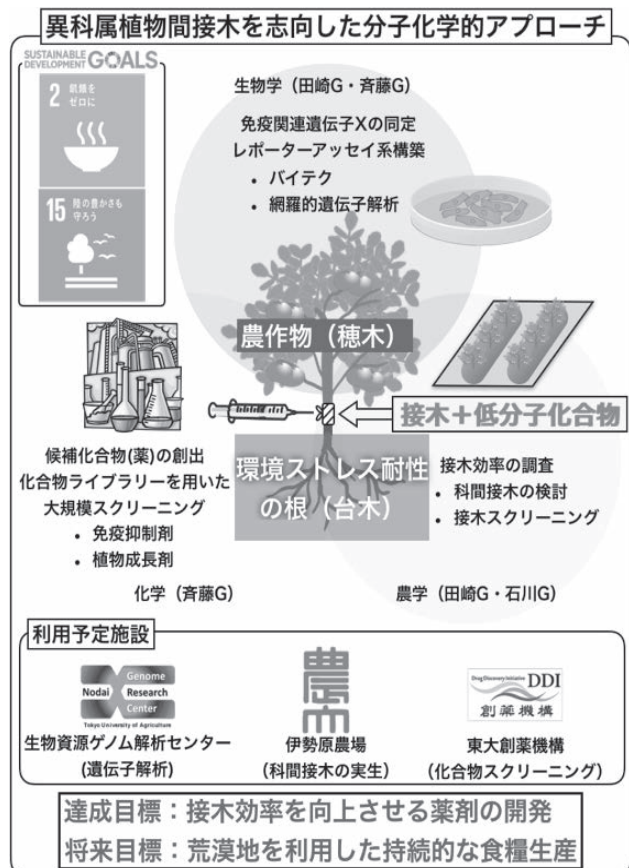 異科属植物間接木を志向した分子化学的アプローチ
SUSTAINABLE
DEVELOPMENT GOALS
2 飢餓を
ゼロに
15 陸の豊かさも
守ろう
生物学（田崎G・斉藤G）
免疫関連遺伝子Xの同定
レポーターアッセイ系構築
• バイテク
• 網羅的遺伝子解析
農作物（穂木）
接木＋低分子化合物
環境ストレス耐性
の根（台木）
候補化合物(薬)の創出
化合物ライブラリーを用いた
大規模スクリーニング
• 免疫抑制剤
• 植物成長剤
化学（斉藤G）
接木効率の調査
• 科間接木の検討
• 接木スクリーニング
農学（田崎G・石川G）
利用予定施設
Genome
Nodai Research
Center
Tokyo University of Agriculture
生物資源ゲノム解析センター
(遺伝子解析)
伊勢原農場
（科間接木の実生）
Drug Discovery Initiative DDI
創薬機構
東大創薬機構
（化合物スクリーニング）
達成目標：接木効率を向上させる薬剤の開発
将来目標：荒漠地を利用した持続的な食糧生産